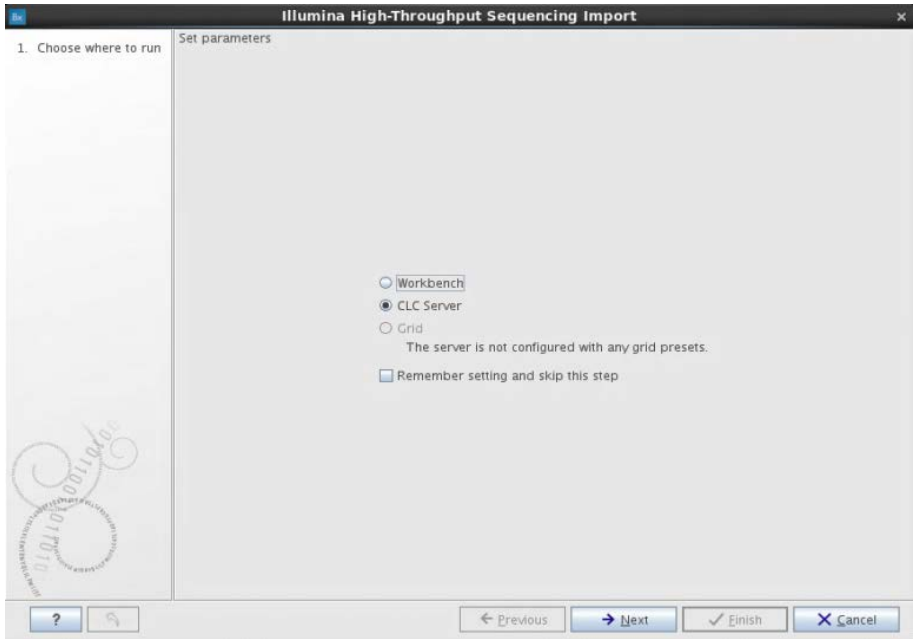 Illumina High-Throughput Sequencing Import
1. Choose where to run
Set parameters
Workbench
CLC Server
Grid
The server is not configured with any grid presets.
Remember setting and skip this step
? Previous Next Finish Cancel